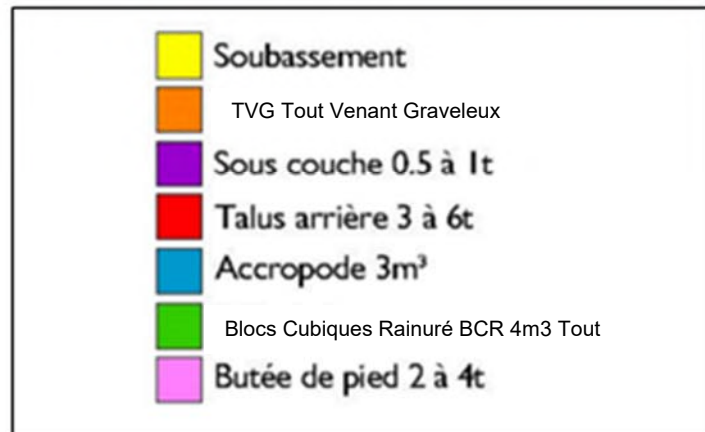 Soubassement
TVG Tout Venant Graveleux
Sous couche 0.5 à 1t
Talus arrière 3 à 6t
Accropode 3m³
Blocs Cubiques Rainuré BCR 4m3 Tout
Butée de pied 2 à 4t